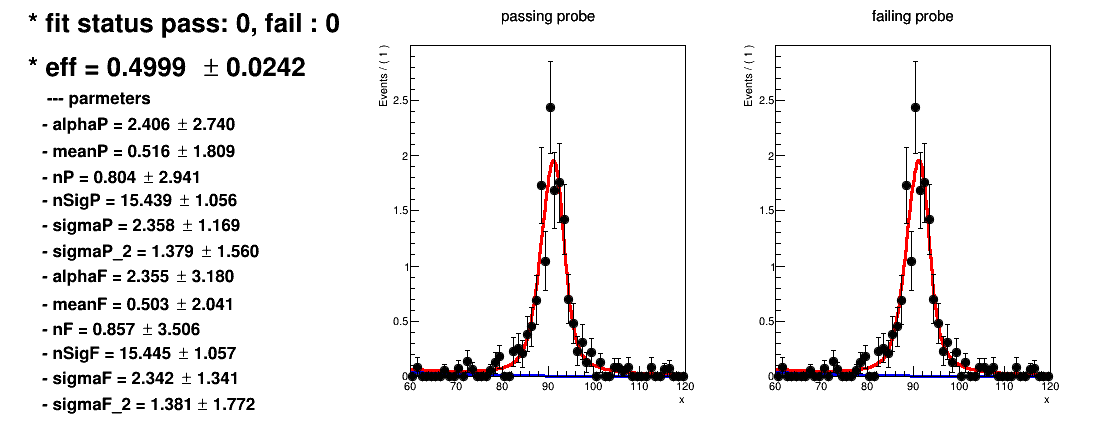 * fit status pass: 0, fail : 0
* eff = 0.4999 ± 0.0242
--- parmeters
- alphaP = 2.406 ± 2.740
- meanP = 0.516 ± 1.809
- nP = 0.804 ± 2.941
- nSigP = 15.439 ± 1.056
- sigmaP = 2.358 ± 1.169
- sigmaP_2 = 1.379 ± 1.560
- alphaF = 2.355 ± 3.180
- meanF = 0.503 ± 2.041
- nF = 0.857 ± 3.506
- nSigF = 15.445 ± 1.057
- sigmaF = 2.342 ± 1.341
- sigmaF_2 = 1.381 ± 1.772
passing probe
Events / ( 1 )
2.5
2
1.5
1
0.5
0
60 70 80 90 100 110 120
x
failing probe
Events / ( 1 )
2.5
2
1.5
1
0.5
0
60 70 80 90 100 110 120
x